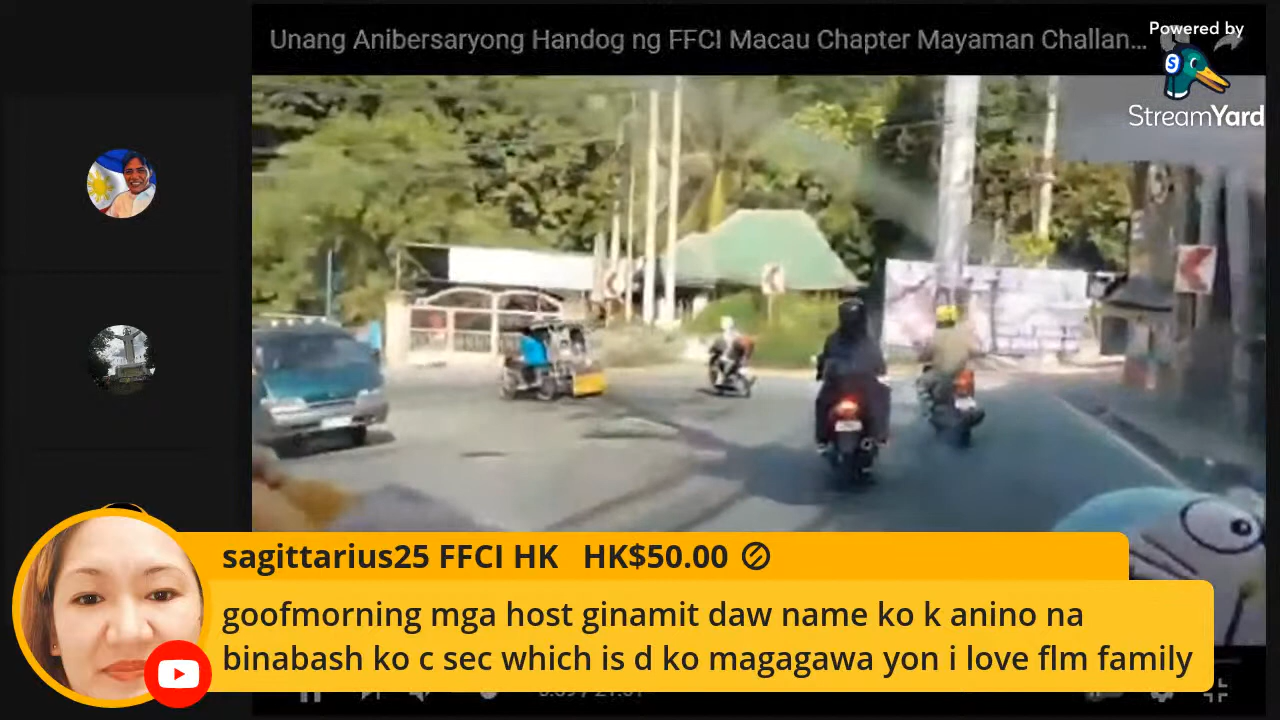 Unang Anibersaryong Handog ng FFCI Macau Chapter Mayaman Challan...
Powered by
StreamYard
sagittarius25 FFCI HK HK$50.00
goofmorning mga host ginamit daw name ko k anino na
binabash ko c sec which is d ko magagawa yon i love flm family